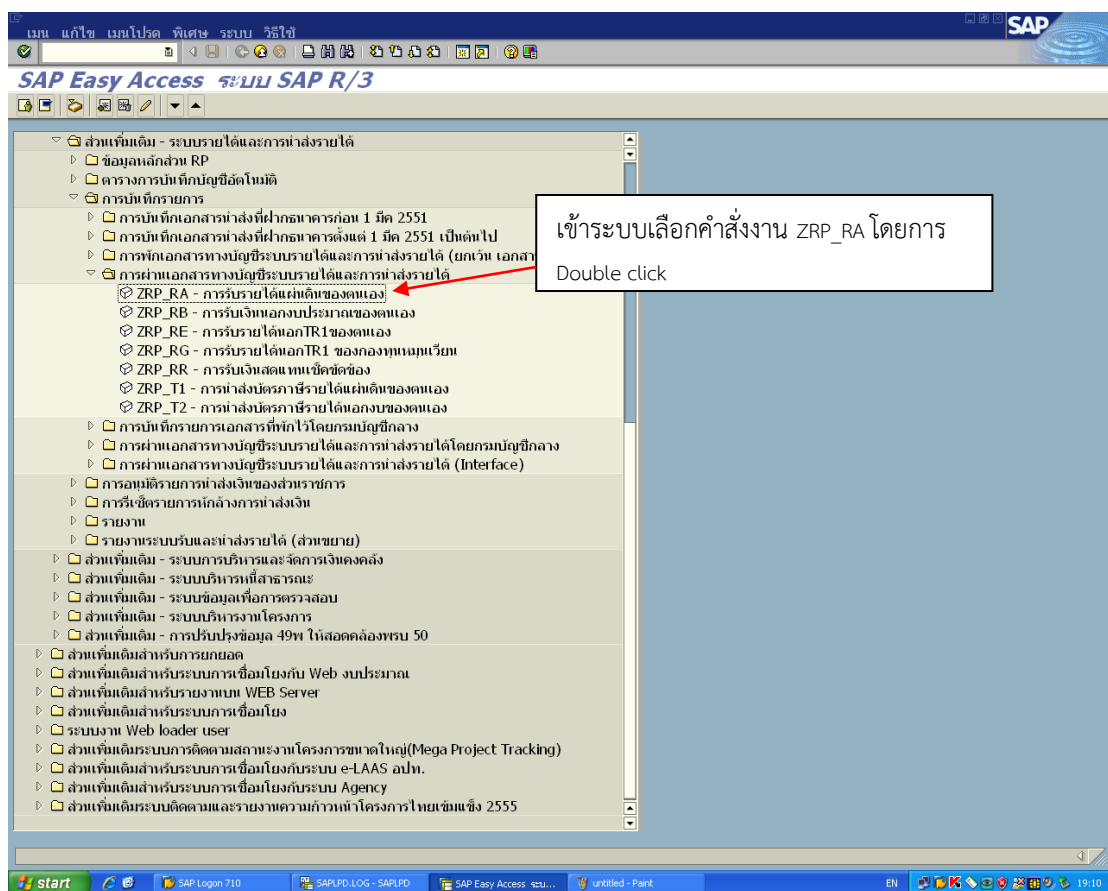 เมนู แก้ไข เมนูโปรด พิเศษ ระบบ วิธีใช้
SAP
SAP Easy Access ระบบ SAP R/3
ส่วนเพิ่มเติม - ระบบรายได้และการนำส่งรายได้
ข้อมูลหลักส่วน RP
ตารางการบันทึกบัญชีอัตโนมัติ
การบันทึกรายการ
การบันทึกเอกสารนำส่งที่ฝากธนาคารก่อน 1 มีค 2551
การบันทึกเอกสารนำส่งที่ฝากธนาคารตั้งแต่ 1 มีค 2551 เป็นต้นไป
การพักเอกสารทางบัญชีระบบรายได้และการนำส่งรายได้ (ยกเว้น เอกสา
การผ่านเอกสารทางบัญชีระบบรายได้และการนำส่งรายได้
เข้าระบบเลือกคำสั่งงาน ZRP_RA โดยการ
Double click
ZRP_RA - การรับรายได้แผ่นดินของตนเอง
ZRP_RB - การรับเงินนอกงบประมาณของตนเอง
ZRP_RE - การรับรายได้นอกTR1ของตนเอง
ZRP_RG - การรับรายได้นอกTR1 ของกองทุนหมุนเวียน
ZRP_RR - การรับเงินสดแทนเช็คขัดข้อง
ZRP_T1 - การนำส่งบัตรภาษีรายได้แผ่นดินของตนเอง
ZRP_T2 - การนำส่งบัตรภาษีรายได้นอกงบของตนเอง
การบันทึกรายการเอกสารที่พักไว้โดยกรมบัญชีกลาง
การผ่านเอกสารทางบัญชีระบบรายได้และการนำส่งรายได้โดยกรมบัญชีกลาง
การผ่านเอกสารทางบัญชีระบบรายได้และการนำส่งรายได้ (Interface)
การอนุมัติรายการนำส่งเงินของส่วนราชการ
การรีเซ็ตรายการหักล้างการนำส่งเงิน
รายงาน
รายงานระบบรับและนำส่งรายได้ (ส่วนขยาย)
ส่วนเพิ่มเติม - ระบบการบริหารและจัดการเงินคงคลัง
ส่วนเพิ่มเติม - ระบบบริหารหนี้สาธารณะ
ส่วนเพิ่มเติม - ระบบข้อมูลเพื่อการตรวจสอบ
ส่วนเพิ่มเติม - ระบบบริหารงานโครงการ
ส่วนเพิ่มเติม - การปรับปรุงข้อมูล 49พ ให้สอดคล้องพรบ 50
ส่วนเพิ่มเติมสำหรับการยกยอด
ส่วนเพิ่มเติมสำหรับระบบการเชื่อมโยงกับ Web งบประมาณ
ส่วนเพิ่มเติมสำหรับรายงานบน WEB Server
ส่วนเพิ่มเติมสำหรับระบบการเชื่อมโยง
ระบบงาน Web loader user
ส่วนเพิ่มเติมระบบการติดตามสถานะงานโครงการขนาดใหญ่(Mega Project Tracking)
ส่วนเพิ่มเติมสำหรับระบบการเชื่อมโยงกับระบบ e-LAAS อปท.
ส่วนเพิ่มเติมสำหรับระบบการเชื่อมโยงกับระบบ Agency
ส่วนเพิ่มเติมระบบติดตามและรายงานความก้าวหน้าโครงการไทยเข้มแข็ง 2555
start SAP Logon 710 SAPLPD.LOG - SAPLPD SAP Easy Access ระบ... untitled - Paint EN 19:10